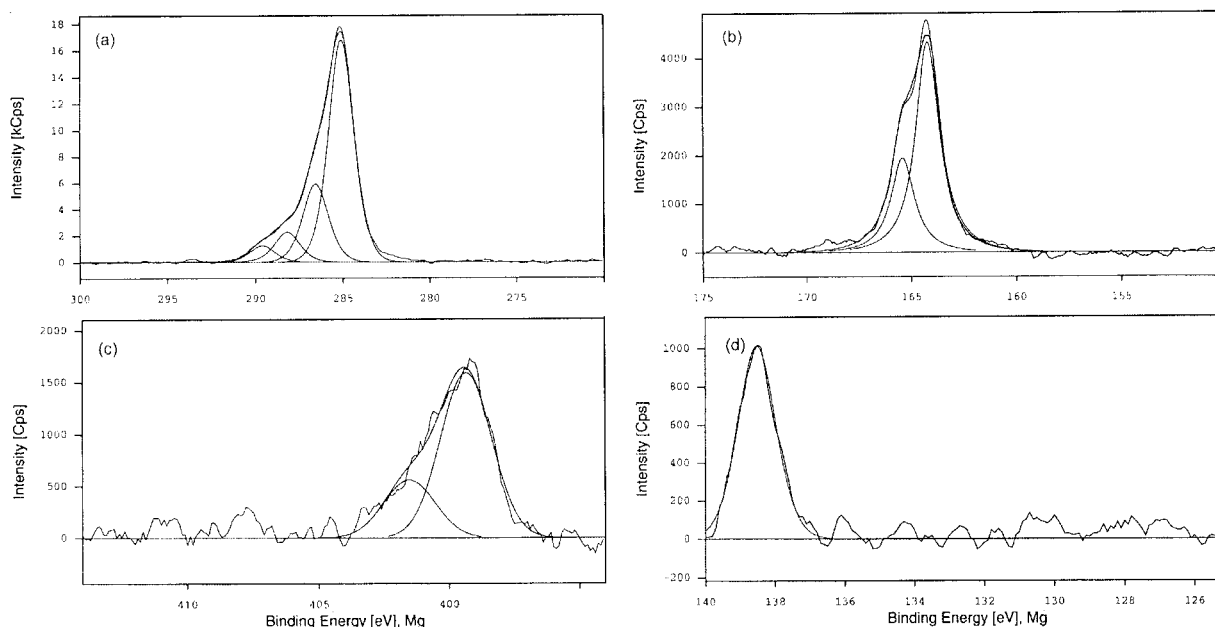 (a)
Intensity [kCps]
18
16
14
12
10
8
6
4
2
0
300 295 290 285 280 275
(b)
Intensity [Cps]
4000
3000
2000
1000
0
175 170 165 160 155
(c)
Intensity [Cps]
2000
1500
1000
500
0
410 405 400
Binding Energy [eV], Mg
(d)
Intensity [Cps]
1000
800
600
400
200
0
-200
140 138 136 134 132 130 128 126
Binding Energy [eV], Mg